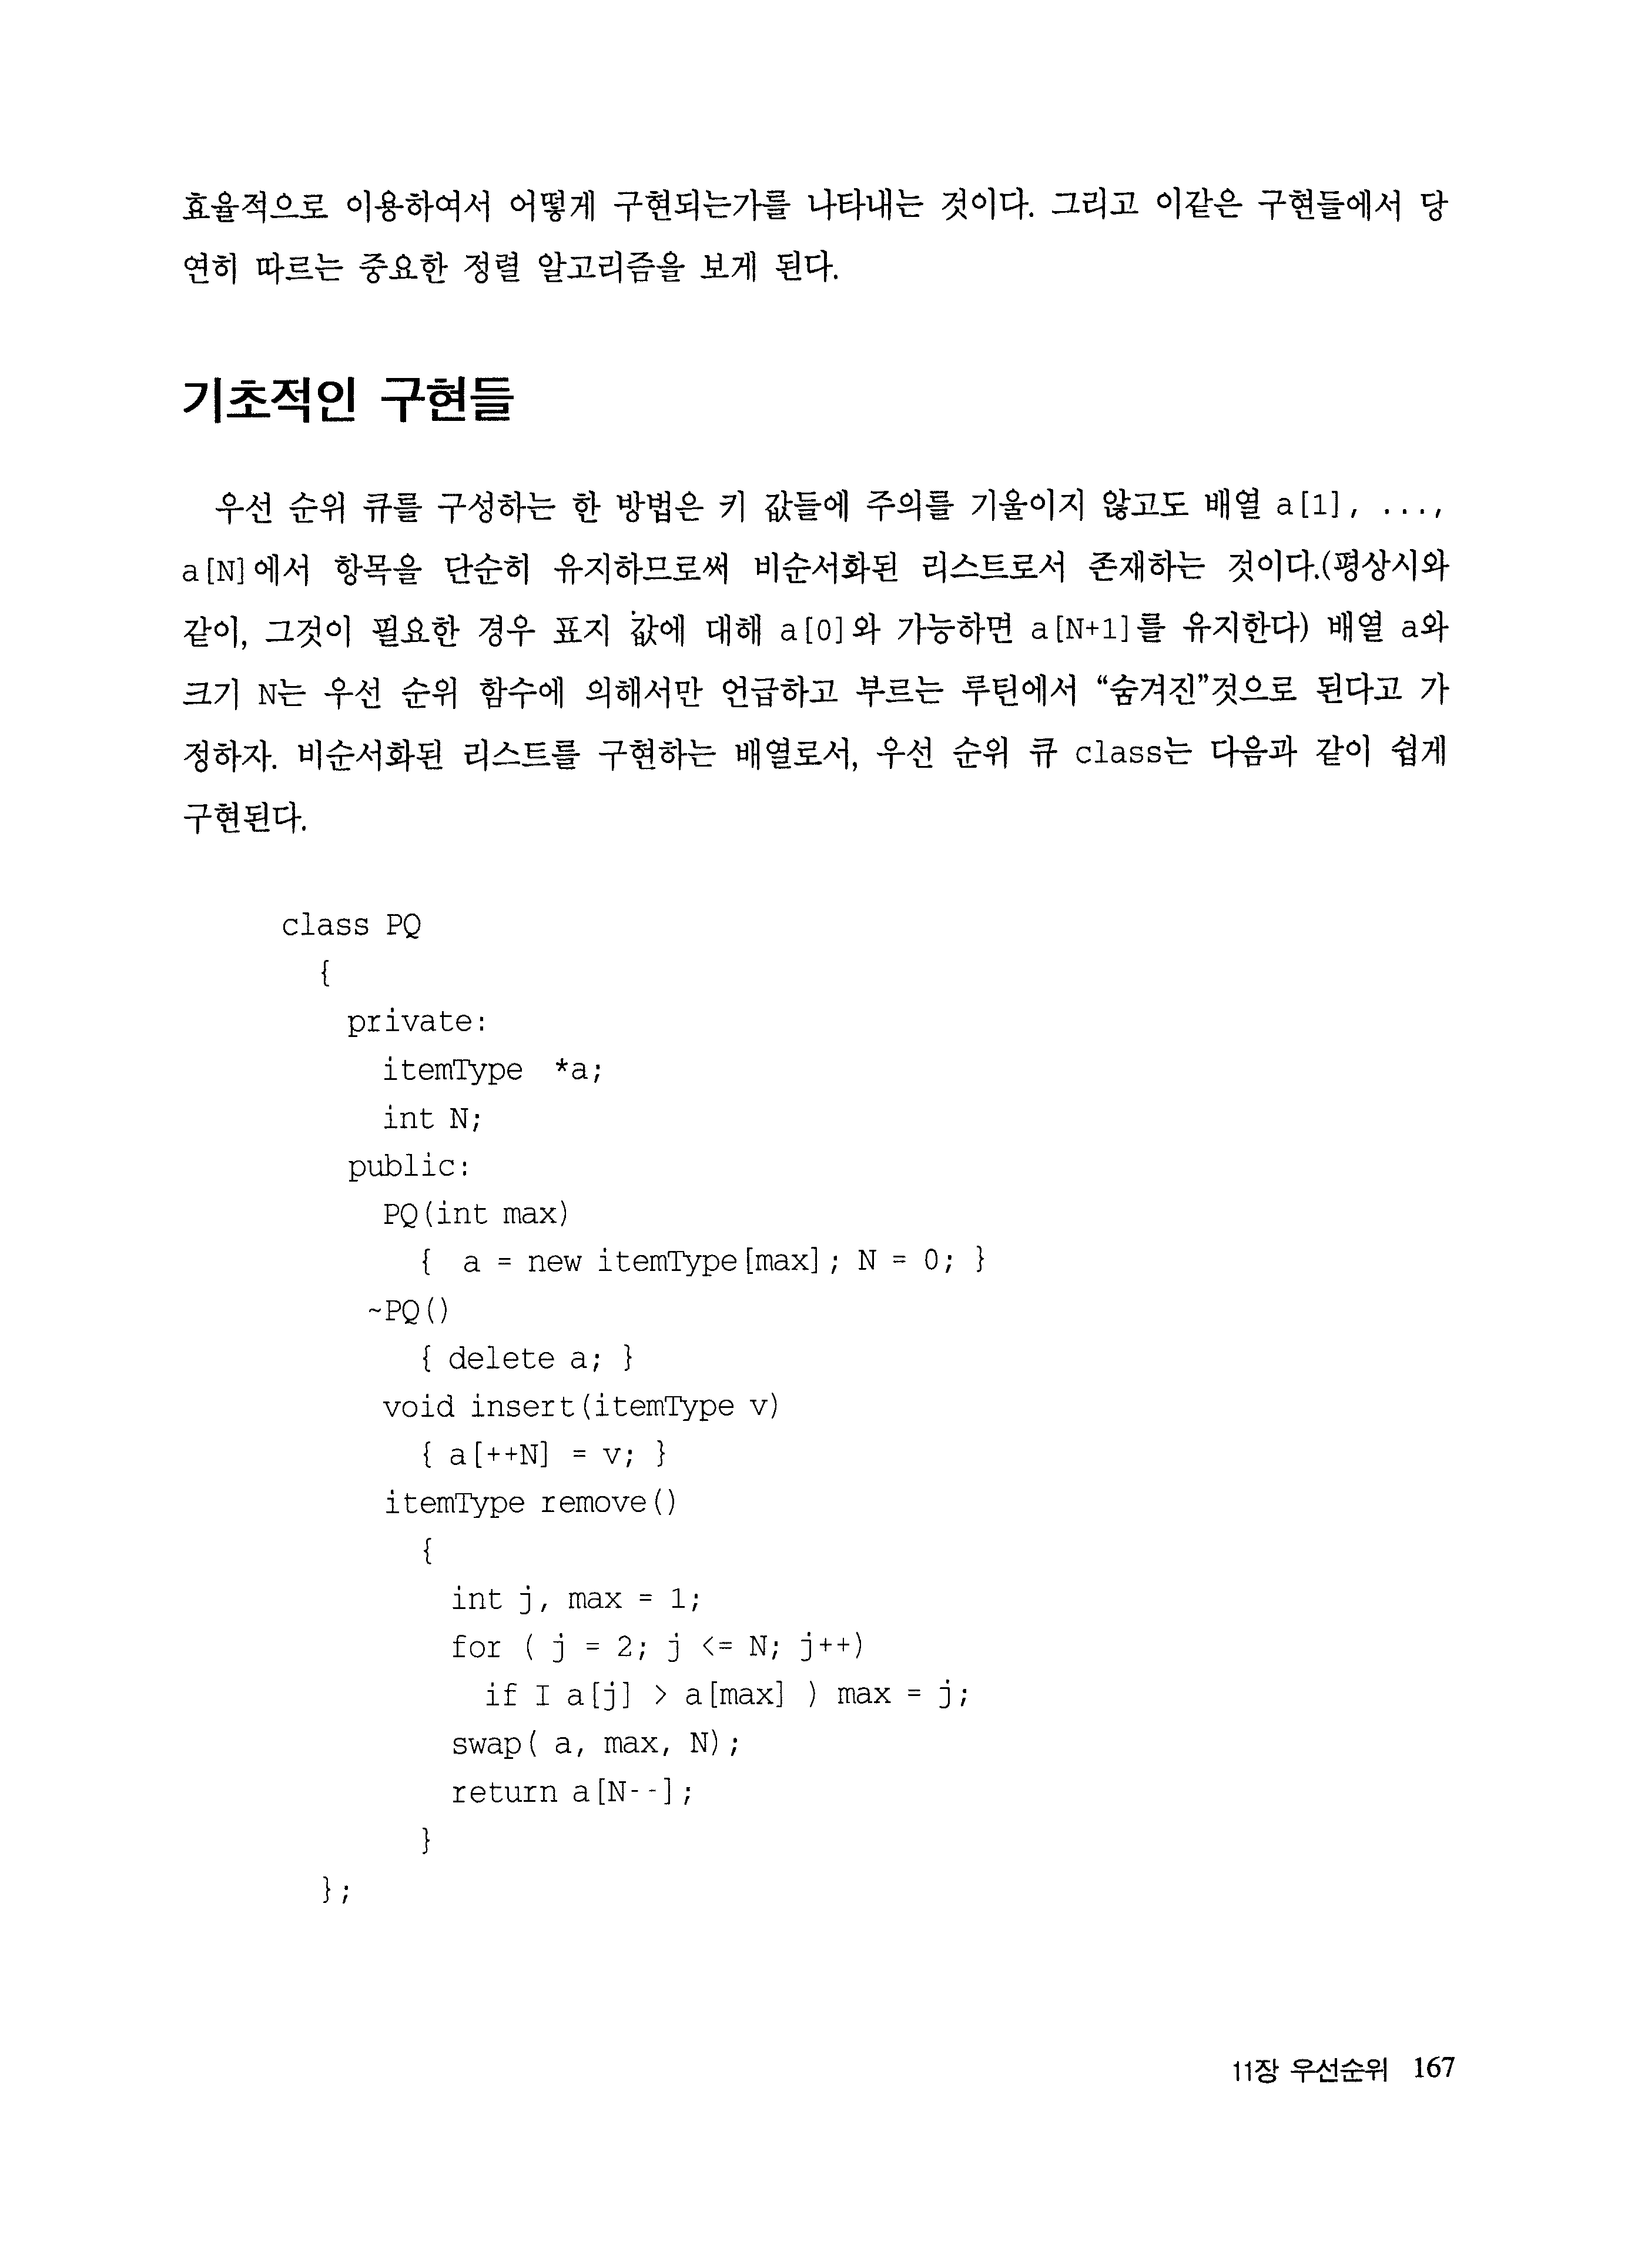 효율적으로 이용하여서 어떻게 구현되는가를 나타내는 것이다. 그리고 이같은 구현들에서 당
연히 따르는 중요한 정렬 알고리즘을 보게 된다.
기초적인 구현들
우선 순위 큐를 구성하는 한 방법은 키 값들에 주의를 기울이지 않고도 배열 a[1], ...,
a[N]에서 항목을 단순히 유지하므로써 비순서화된 리스트로서 존재하는 것이다.(평상시와
같이, 그것이 필요한 경우 표지 값에 대해 a[0]와 가능하면 a[N+1]를 유지한다) 배열 a와
크기 N는 우선 순위 함수에 의해서만 언급하고 부르는 루틴에서 “숨겨진”것으로 된다고 가
정하자. 비순서화된 리스트를 구현하는 배열로서, 우선 순위 큐 class는 다음과 같이 쉽게
구현된다.
class PQ
{
private:
itemType *a;
int N;
public:
PQ(int max)
{ a = new itemType[max]; N = 0; }
~PQ()
{ delete a; }
void insert(itemType v)
{ a[++N] = v; }
itemType remove()
{
int j, max = 1;
for ( j = 2; j <= N; j++)
if I a[j] > a[max] ) max = j;
swap( a, max, N);
return a[N--];
}
};
11장 우선순위 167